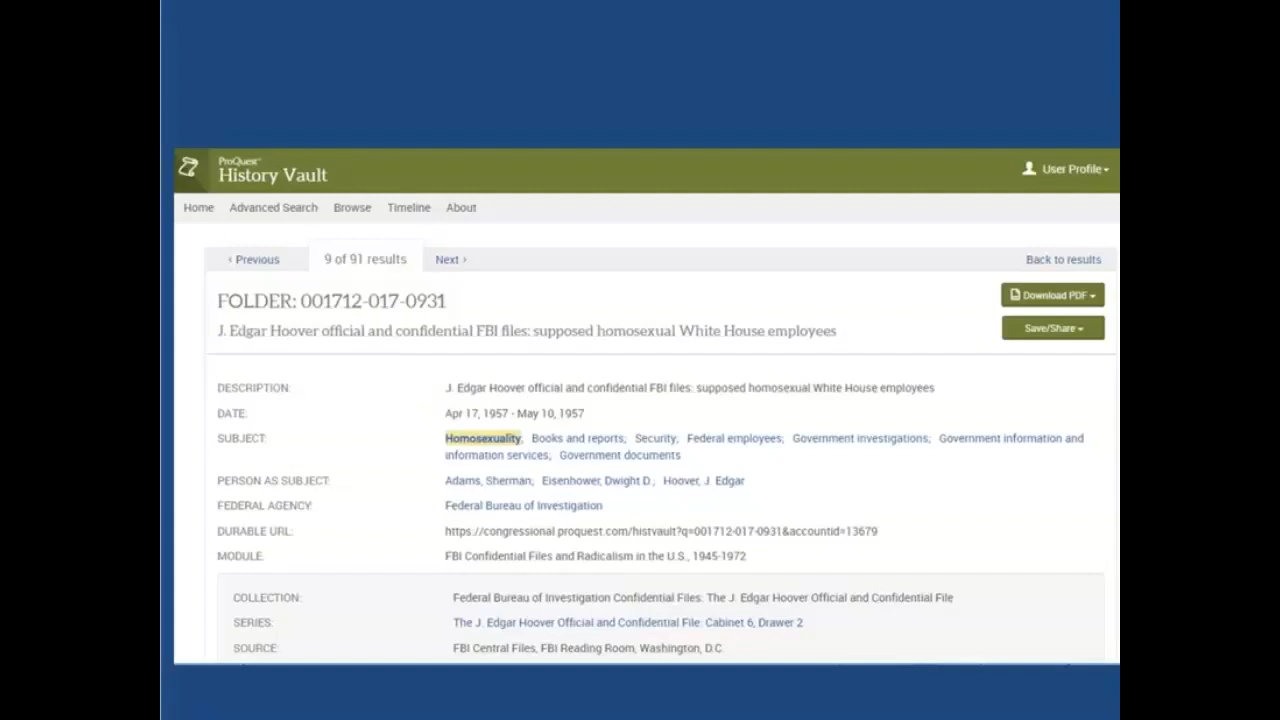 ProQuest
History Vault
User Profile
Home Advanced Search Browse Timeline About
‹ Previous 9 of 91 results Next › Back to results
FOLDER: 001712-017-0931
Download PDF
J. Edgar Hoover official and confidential FBI files: supposed homosexual White House employees
Save/Share
DESCRIPTION: J. Edgar Hoover official and confidential FBI files: supposed homosexual White House employees
DATE: Apr 17, 1957 - May 10, 1957
SUBJECT: Homosexuality, Books and reports; Security; Federal employees; Government investigations; Government information and
information services, Government documents
PERSON AS SUBJECT: Adams, Sherman; Eisenhower, Dwight D.; Hoover, J. Edgar
FEDERAL AGENCY: Federal Bureau of Investigation
DURABLE URL: https://congressional.proquest.com/histvault?q=001712-017-0931&accountid=13679
MODULE: FBI Confidential Files and Radicalism in the U.S., 1945-1972
COLLECTION: Federal Bureau of Investigation Confidential Files: The J. Edgar Hoover Official and Confidential File
SERIES: The J. Edgar Hoover Official and Confidential File: Cabinet 6, Drawer 2
SOURCE: FBI Central Files, FBI Reading Room, Washington, D.C.